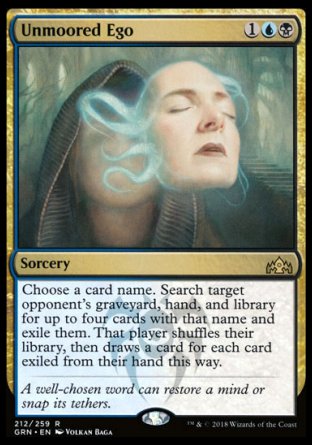 Unmoored Ego 1
Sorcery
Choose a card name. Search target
opponent's graveyard, hand, and library
for up to four cards with that name and
exile them. That player shuffles their
library, then draws a card for each card
exiled from their hand this way.
A well-chosen word can restore a mind or
snap its tethers.
212/259 R
GRN • EN VOLKAN BAGA
™ & © 2018 Wizards of the Coast